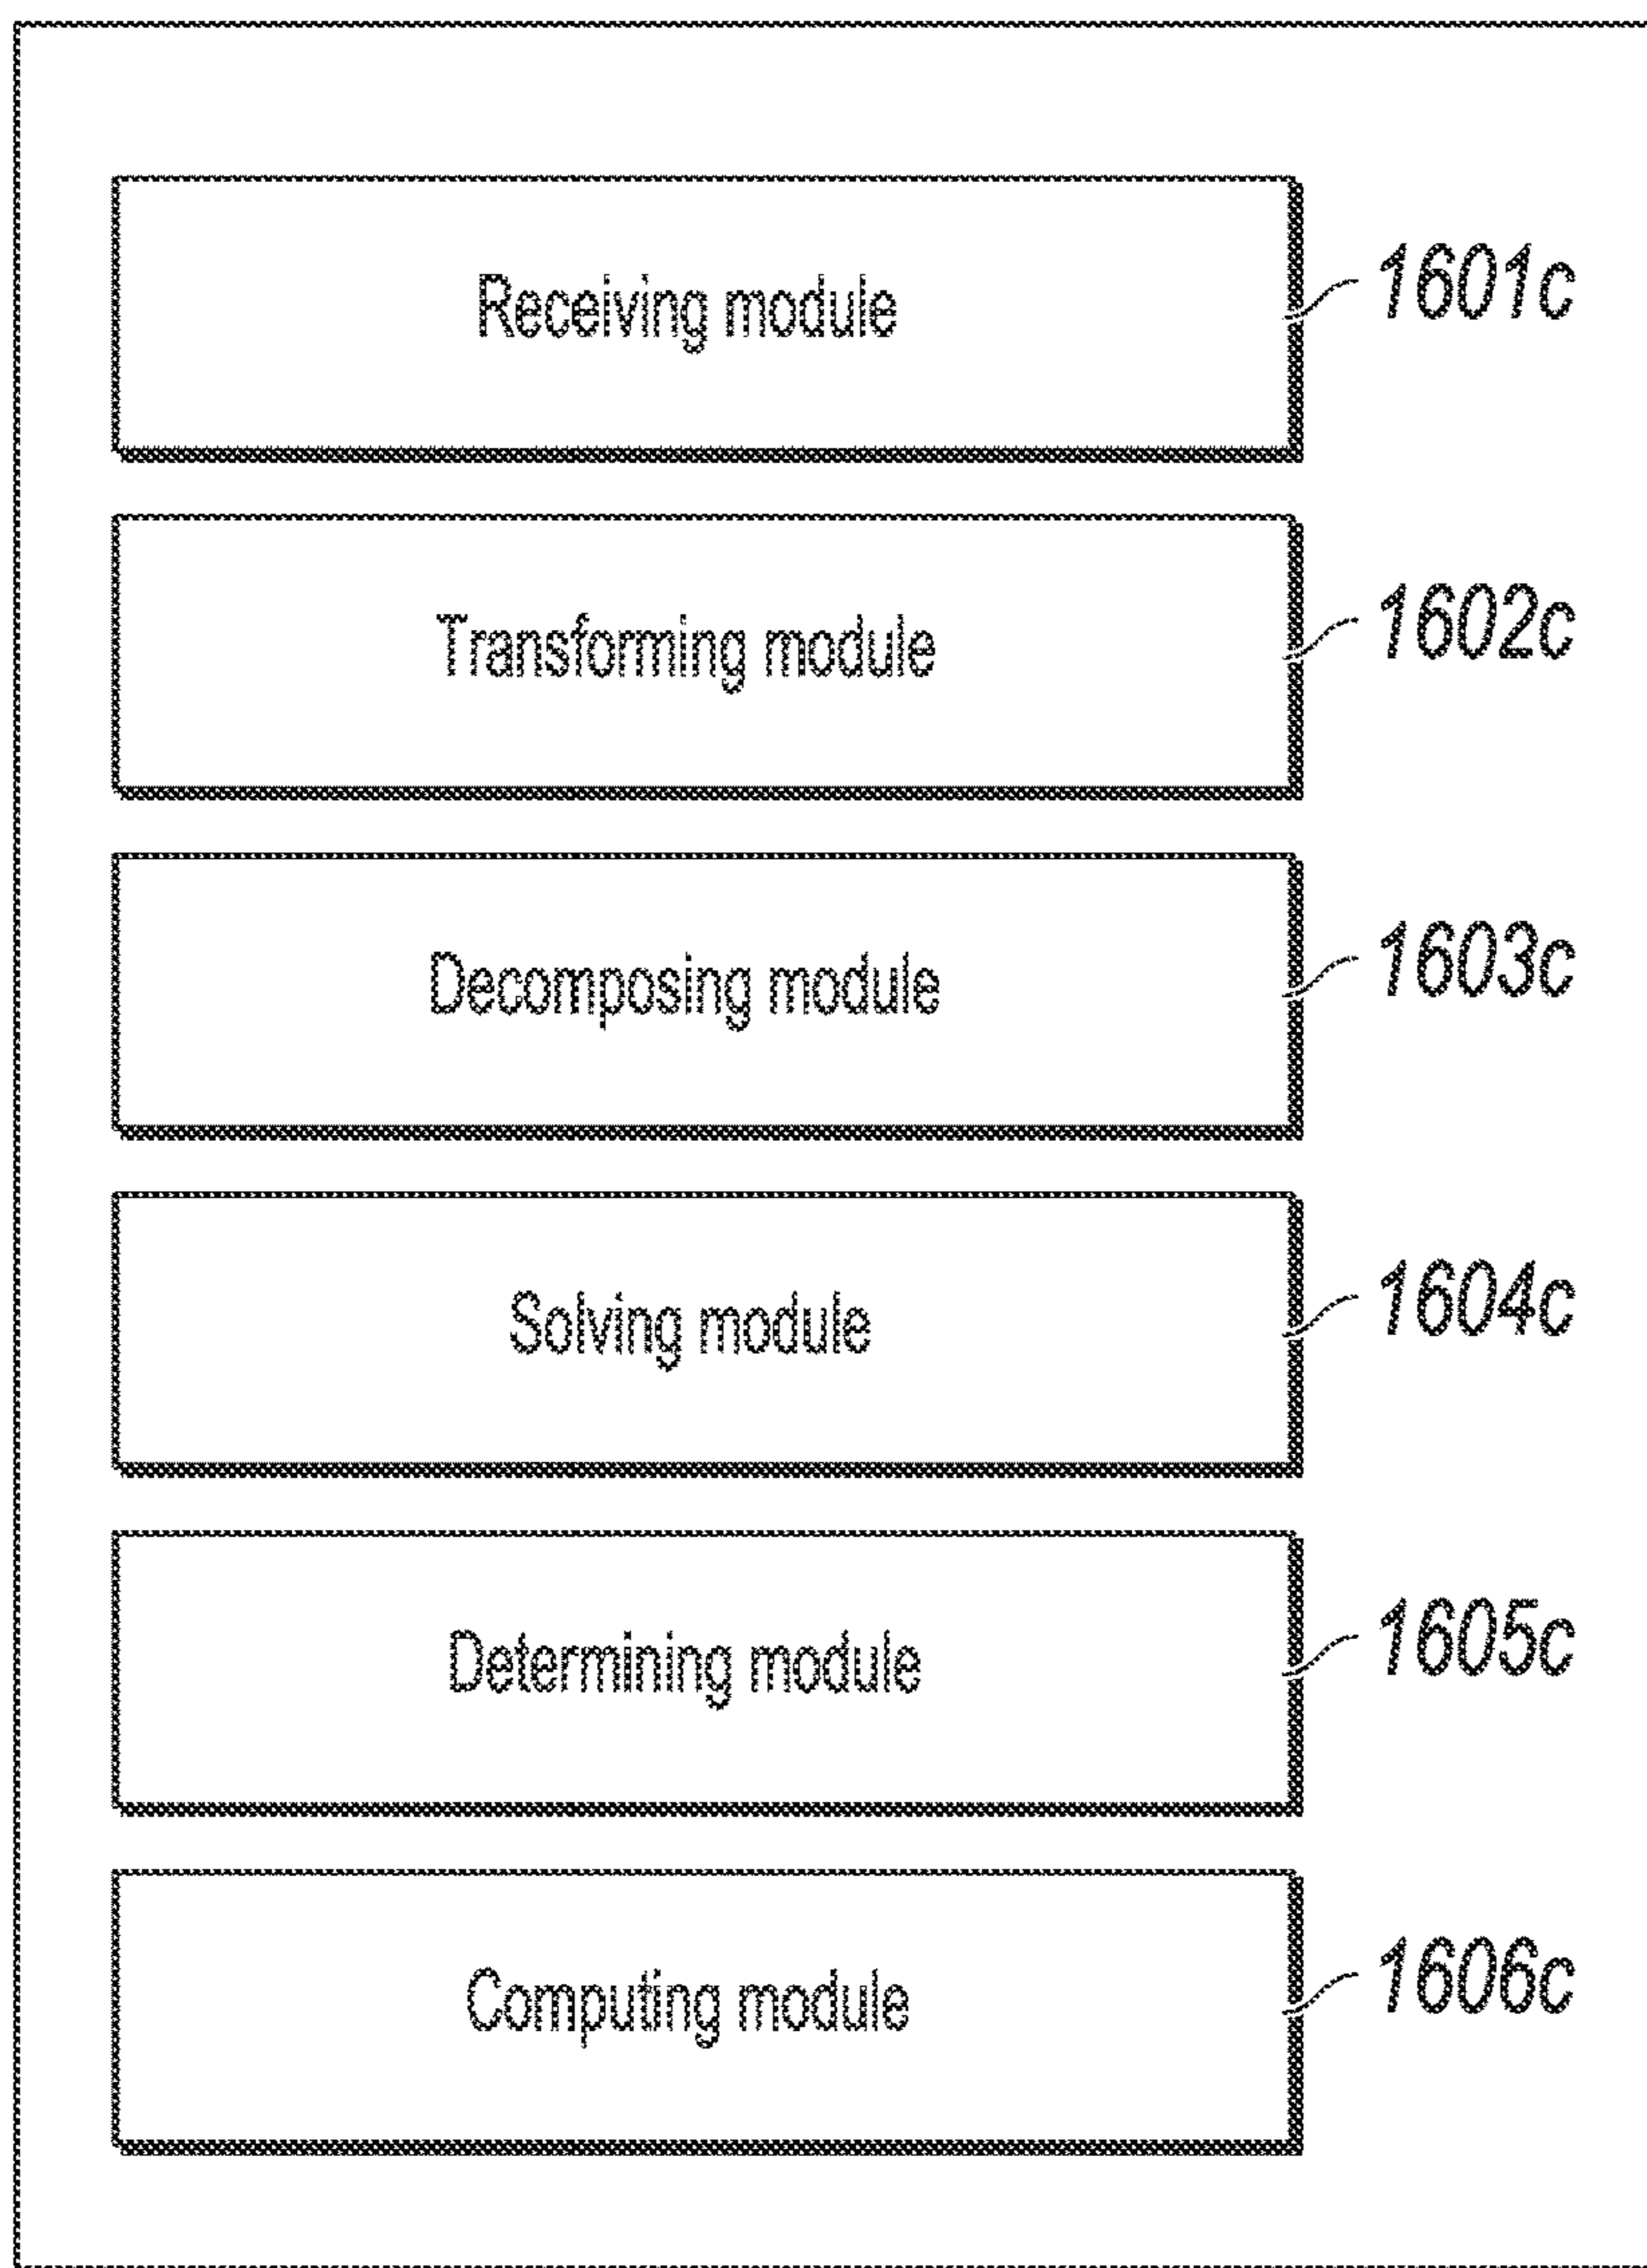 Receiving module
1601c
Transforming module
1602c
Decomposing module
1603c
Solving module
1604c
Determining module
1605c
Computing module
1606c